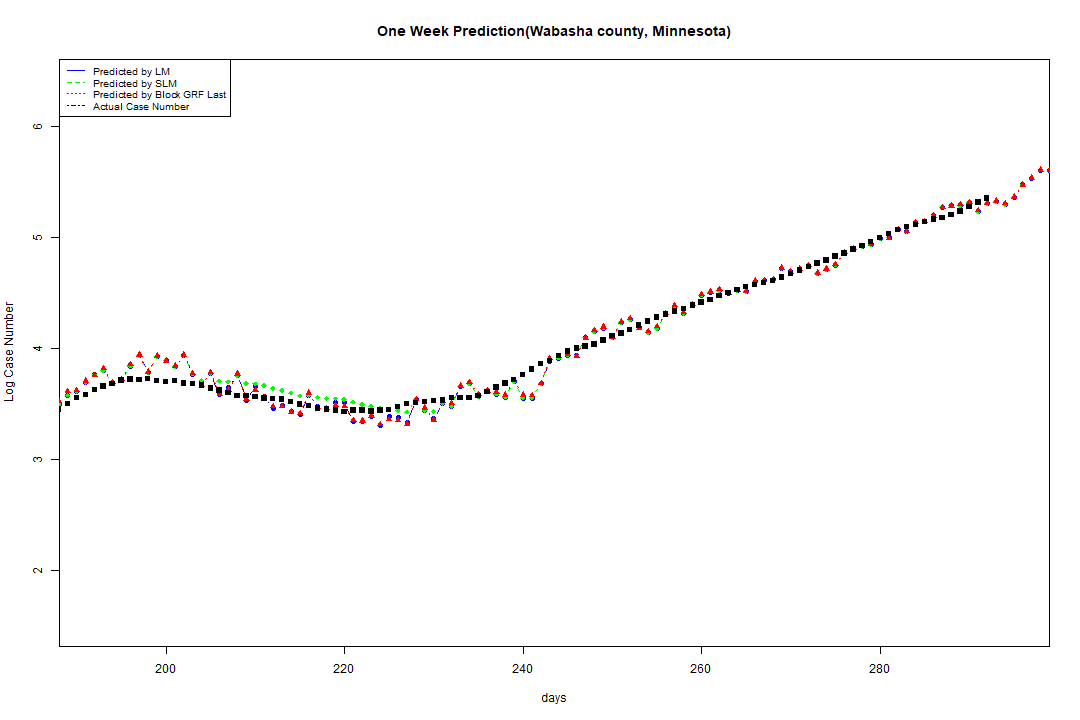 One Week Prediction(Wabasha county, Minnesota)
Predicted by LM
Predicted by SLM
Predicted by Block GRF Last
Actual Case Number
6
5
4
3
2
Log Case Number
200 220 240 260 280
days